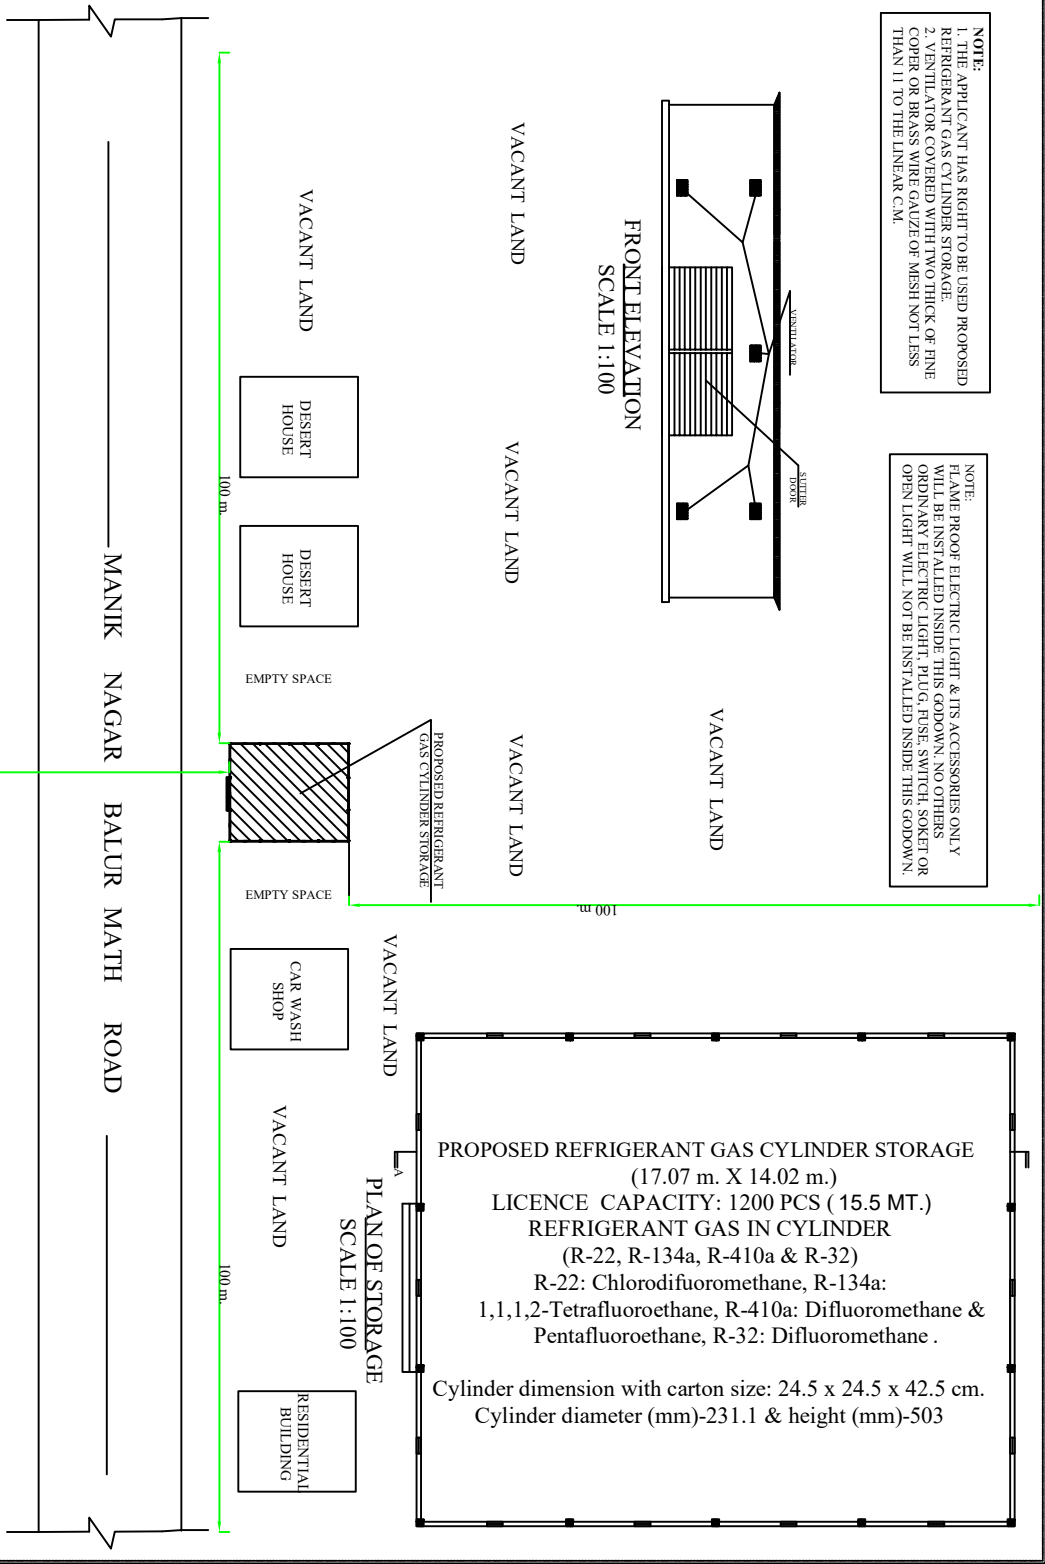 NOTE:
1. THE APPLICANT HAS RIGHT TO BE USED PROPOSED
REFRIGERANT GAS CYLINDER STORAGE.
2. VENTILATOR COVERED WITH TWO THICK OF FINE
COPER OR BRASS WIRE GAUZE OF MESH NOT LESS
THAN 11 TO THE LINEAR C.M.
NOTE:
FLAME PROOF ELECTRIC LIGHT & ITS ACCESSORIES ONLY
WILL BE INSTALLED INSIDE THIS GODOWN. NO OTHERS
ORDINARY ELECTRIC LIGHT, PLUG, FUSE, SWITCH, SOKET OR
OPEN LIGHT WILL NOT BE INSTALLED INSIDE THIS GODOWN.
VENTILATOR
SUTTER
DOOR
FRONT ELEVATION
SCALE 1:100
VACANT LAND
VACANT LAND
VACANT LAND
VACANT LAND
VACANT LAND
100 m.
PROPOSED REFRIGERANT
GAS CYLINDER STORAGE
VACANT LAND
DESERT
HOUSE
DESERT
HOUSE
EMPTY SPACE
EMPTY SPACE
CAR WASH
SHOP
VACANT LAND
RESIDENTIAL
BUILDING
100 m.
100 m.
MANIK NAGAR BALUR MATH ROAD
PROPOSED REFRIGERANT GAS CYLINDER STORAGE
(17.07 m. X 14.02 m.)
LICENCE CAPACITY: 1200 PCS ( 15.5 MT.)
REFRIGERANT GAS IN CYLINDER
(R-22, R-134a, R-410a & R-32)
R-22: Chlorodifuoromethane, R-134a:
1,1,1,2-Tetrafluoroethane, R-410a: Difluoromethane &
Pentafluoroethane, R-32: Difluoromethane .
Cylinder dimension with carton size: 24.5 x 24.5 x 42.5 cm.
Cylinder diameter (mm)-231.1 & height (mm)-503
A
PLAN OF STORAGE
SCALE 1:100